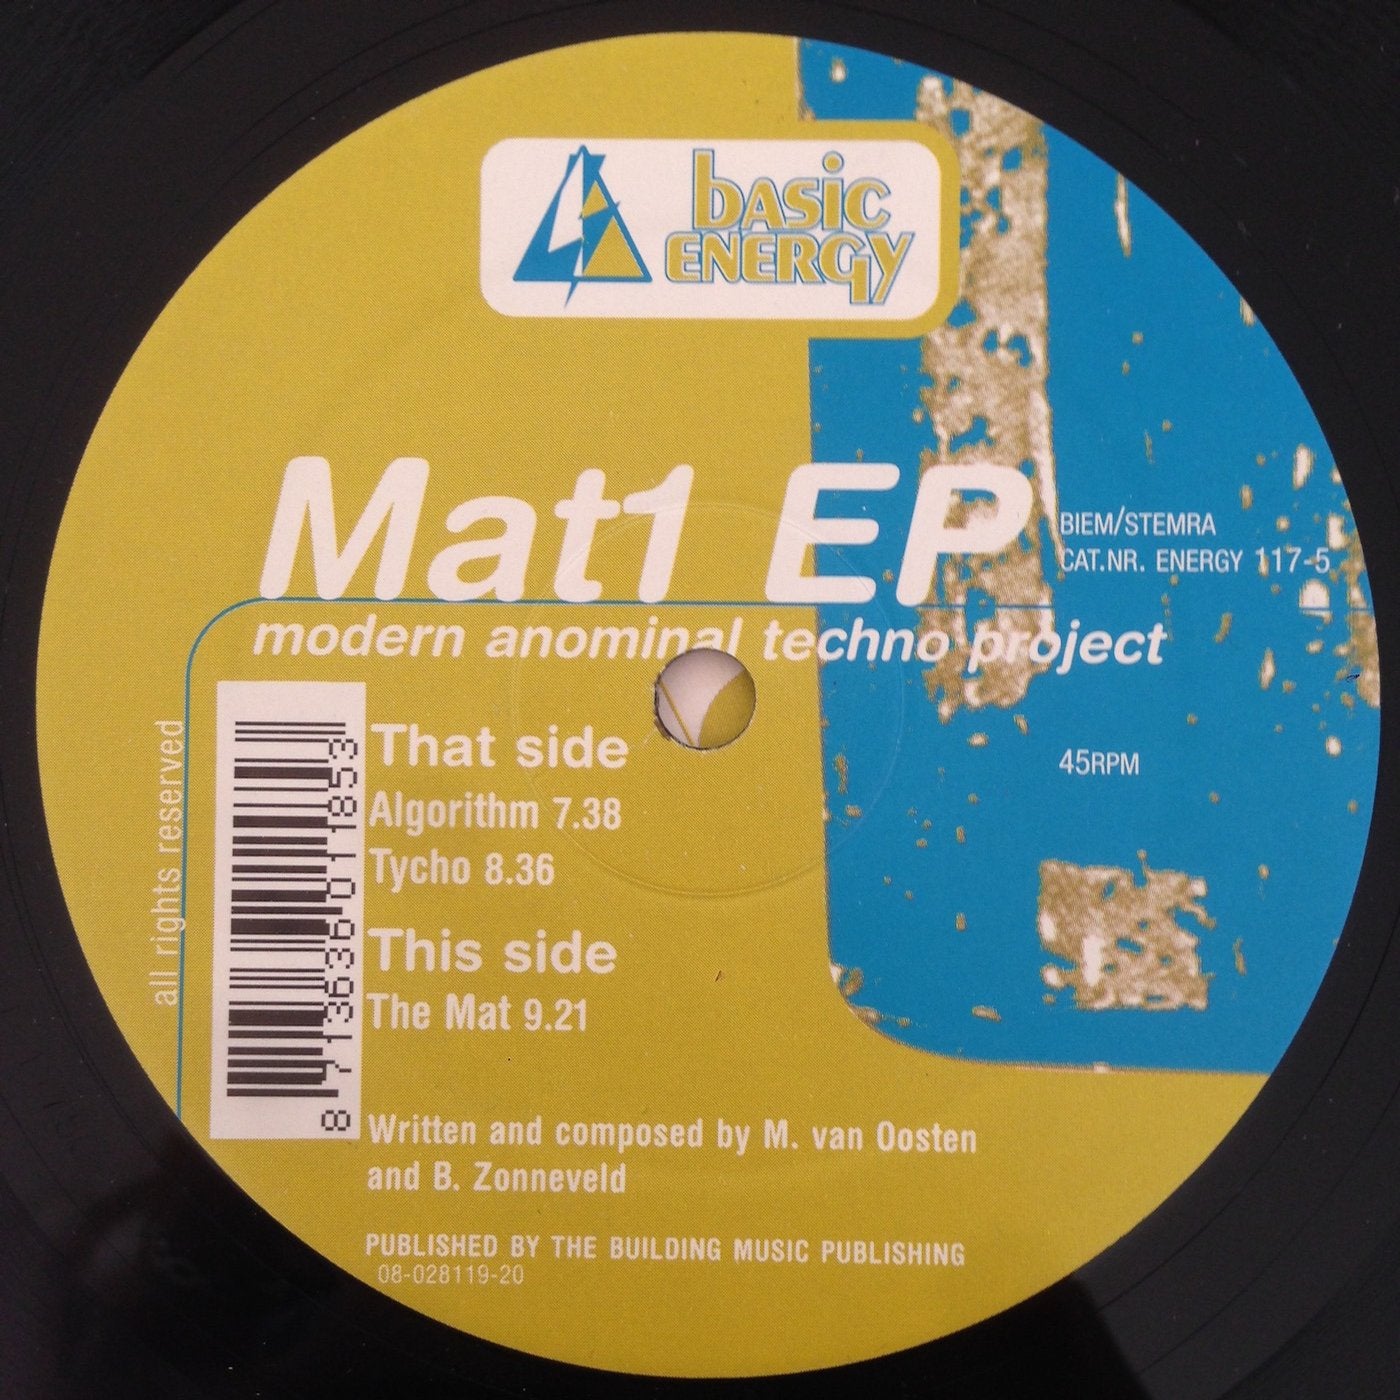 basic
ENERGY
Mat1 EP
BIEM/STEMRA
CAT.NR. ENERGY 117-5
modern anominal techno project
45RPM
all rights reserved
8 713636 011853
That side
Algorithm 7.38
Tycho 8.36
This side
The Mat 9.21
Written and composed by M. van Oosten
and B. Zonneveld
PUBLISHED BY THE BUILDING MUSIC PUBLISHING
08-028119-20